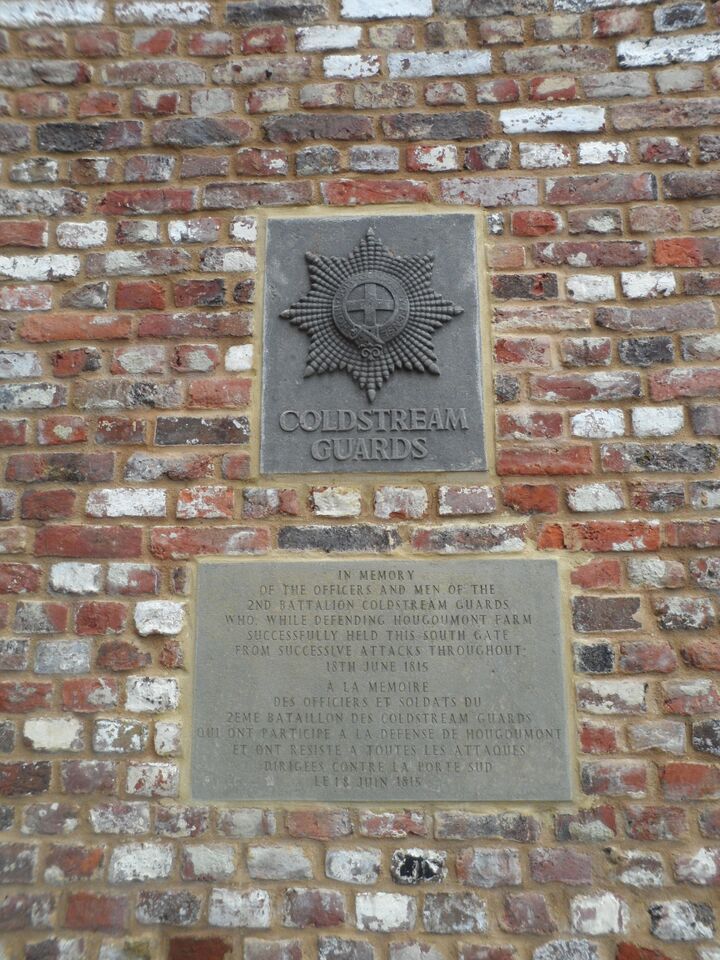 COLDSTREAM
GUARDS
IN MEMORY
OF THE OFFICERS AND MEN OF THE
2ND BATTALION COLDSTREAM GUARDS
WHO, WHILE DEFENDING HOUGOUMONT FARM
SUCCESSFULLY HELD THIS SOUTH GATE
FROM SUCCESSIVE ATTACKS THROUGHOUT
18TH JUNE 1815
A LA MEMOIRE
DES OFFICIERS ET SOLDATS DU
2EME BATAILLON DES COLDSTREAM GUARDS
QUI ONT PARTICIPE A LA DEFENSE DE HOUGOUMONT
ET ONT RESISTE A TOUTES LES ATTAQUES
DIRIGEES CONTRE LA PORTE SUD
LE 18 JUIN 1815